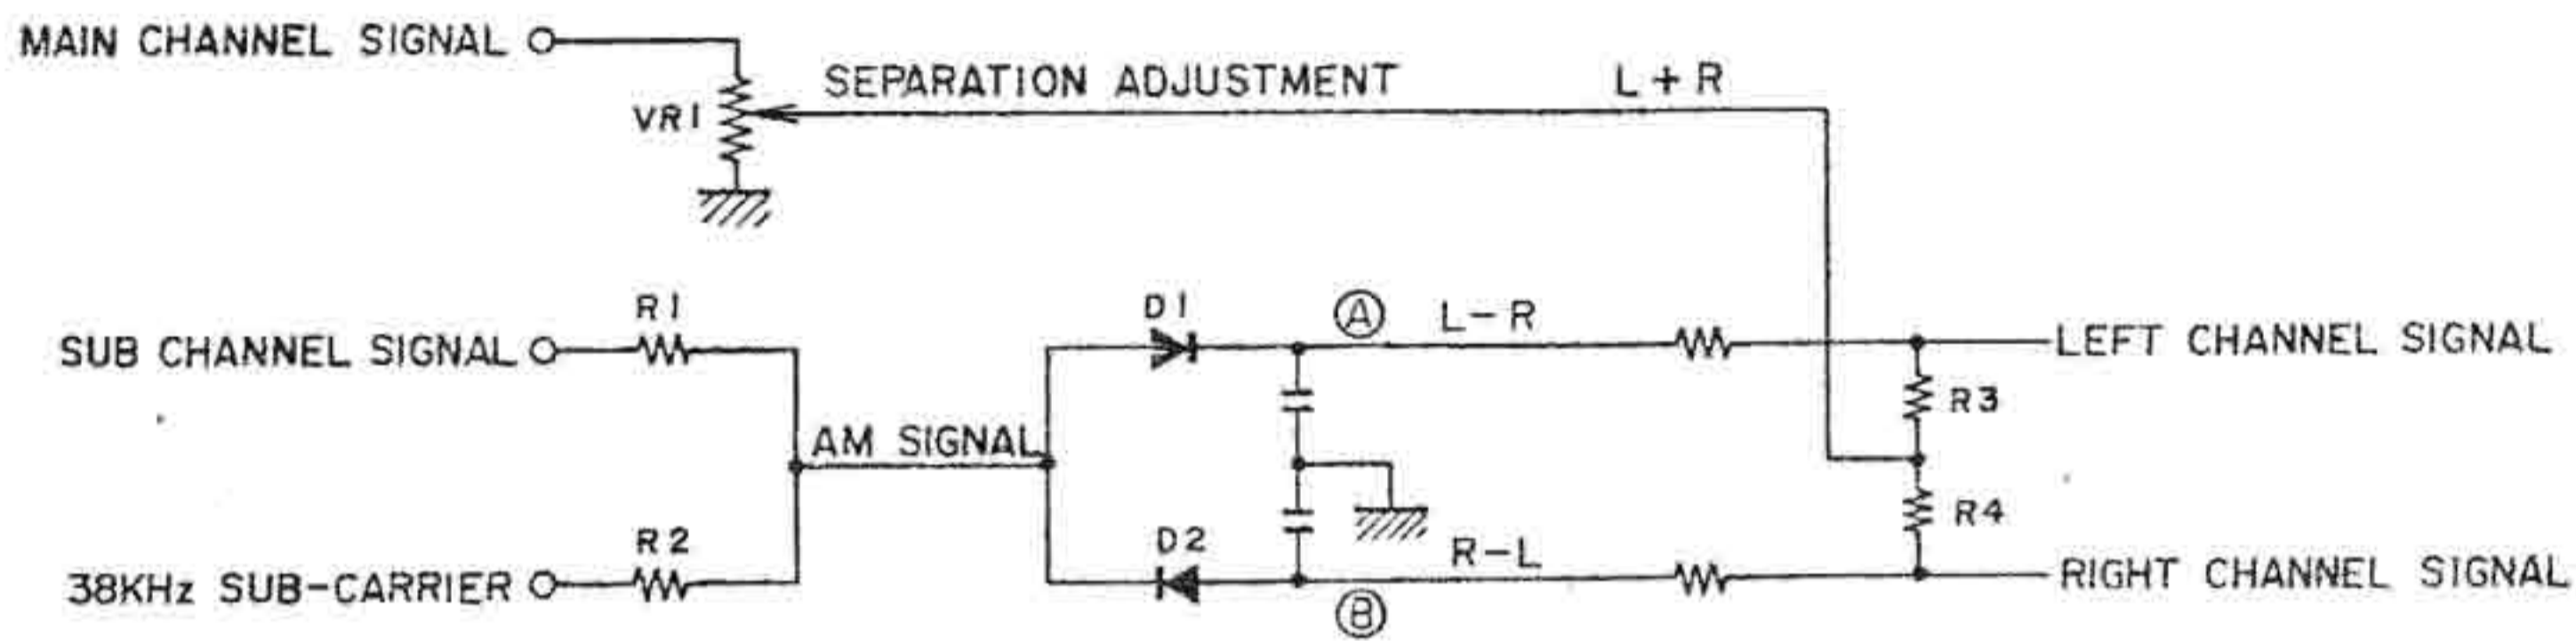 MAIN CHANNEL SIGNAL
SEPARATION ADJUSTMENT
L+R
VR1
R1
D1
A
L-R
SUB CHANNEL SIGNAL
LEFT CHANNEL SIGNAL
R3
AM SIGNAL
R4
R2
D2
R-L
38KHz SUB-CARRIER
B
RIGHT CHANNEL SIGNAL